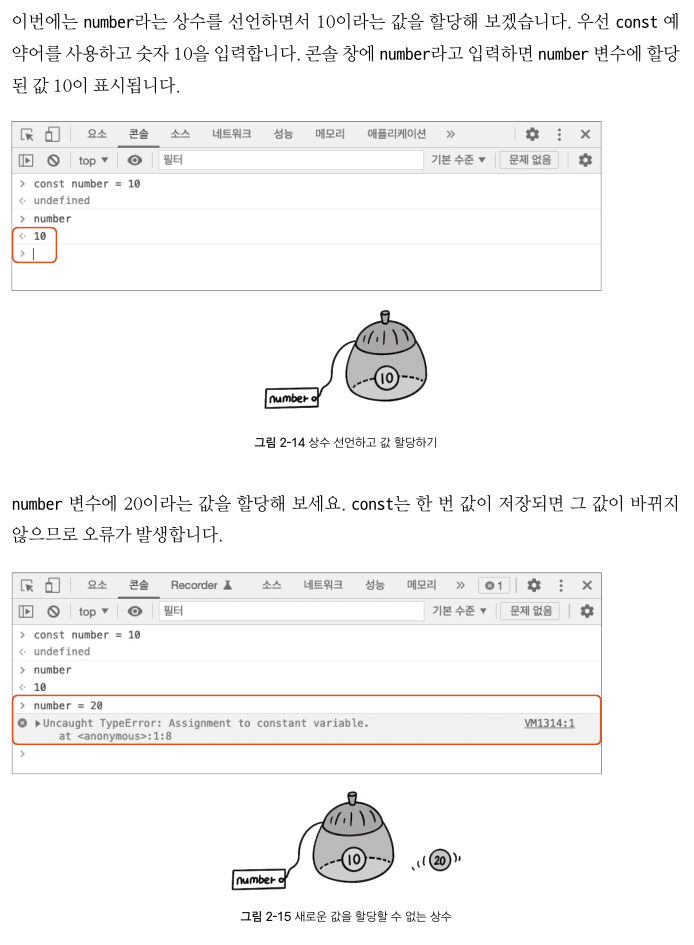 이번에는 number라는 상수를 선언하면서 10이라는 값을 할당해 보겠습니다. 우선 const 예
약어를 사용하고 숫자 10을 입력합니다. 콘솔 창에 number라고 입력하면 number 변수에 할당
된 값 10이 표시됩니다.
요소 콘솔 소스 네트워크 성능 메모리 애플리케이션 »
top ▼ 필터 기본 수준 ▼ 문제 없음
> const number = 10
<· undefined
> number
<· 10
>
10
number
그림 2-14 상수 선언하고 값 할당하기
number 변수에 20이라는 값을 할당해 보세요. const는 한 번 값이 저장되면 그 값이 바뀌지
않으므로 오류가 발생합니다.
요소 콘솔 Recorder 소스 네트워크 성능 메모리 » 1
top ▼ 필터 기본 수준 ▼ 문제 없음
> const number = 10
<· undefined
> number
<· 10
> number = 20
▶Uncaught TypeError: Assignment to constant variable. VM1314:1
at <anonymous>:1:8
>
10 20
number
그림 2-15 새로운 값을 할당할 수 없는 상수